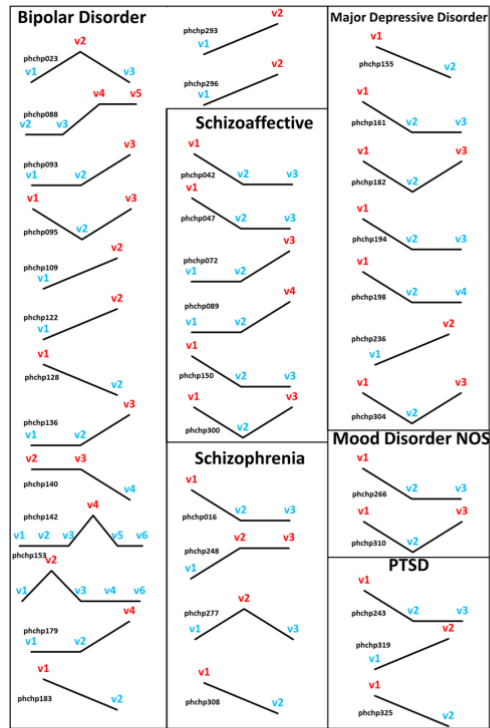 Bipolar Disorder
v2
phchp023
v1
v3
v4 v5
phchp088
v2 v3
v3
phchp093
v1 v2
v1 v3
phchp095
v2
v2
phchp109
v1
v2
phchp122
v1
v1
phchp128
v2
v3
phchp136
v1 v2
v2 v3
phchp140
v4
phchp142
v4
v1 v2 v3 v5 v6
phchp153
v2
v1 v3 v4 v6
v4
phchp179
v1 v2
v1
phchp183
v2
v2
phchp293
v1
v2
phchp296
v1
Schizoaffective
v1
phchp042
v2 v3
v1
phchp047
v2 v3
v3
phchp072
v1 v2
v4
phchp089
v1 v2
v1
phchp150
v2 v3
v1 v3
phchp300
v2
Schizophrenia
v1
phchp016
v2 v3
v2 v3
phchp248
v1
v2
phchp277
v1 v3
v1
phchp308
v2
Major Depressive Disorder
v1
phchp155
v2
v1
phchp161
v2 v3
v1 v3
phchp182
v2
v1
phchp194
v2 v3
v1
phchp198
v2 v4
v2
phchp236
v1
v1 v3
phchp304
v2
Mood Disorder NOS
v1
phchp266
v2 v3
v1 v3
phchp310
v2
PTSD
v1
phchp243
v2 v3
v2
phchp319
v1
v1
phchp325
v2